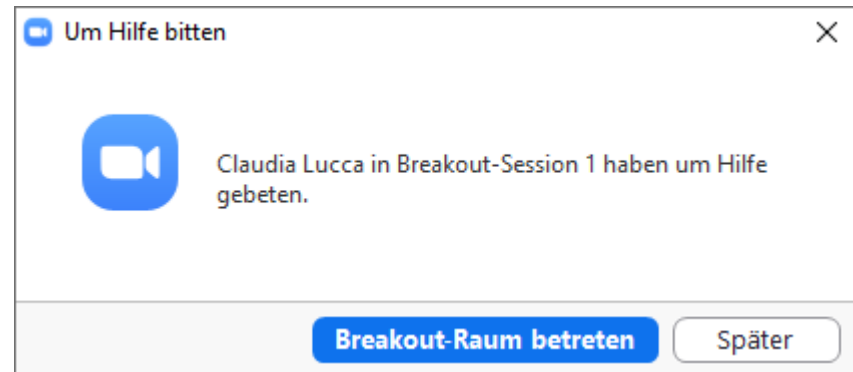 Um Hilfe bitten
Claudia Lucca in Breakout-Session 1 haben um Hilfe
gebeten.
Breakout-Raum betreten
Später